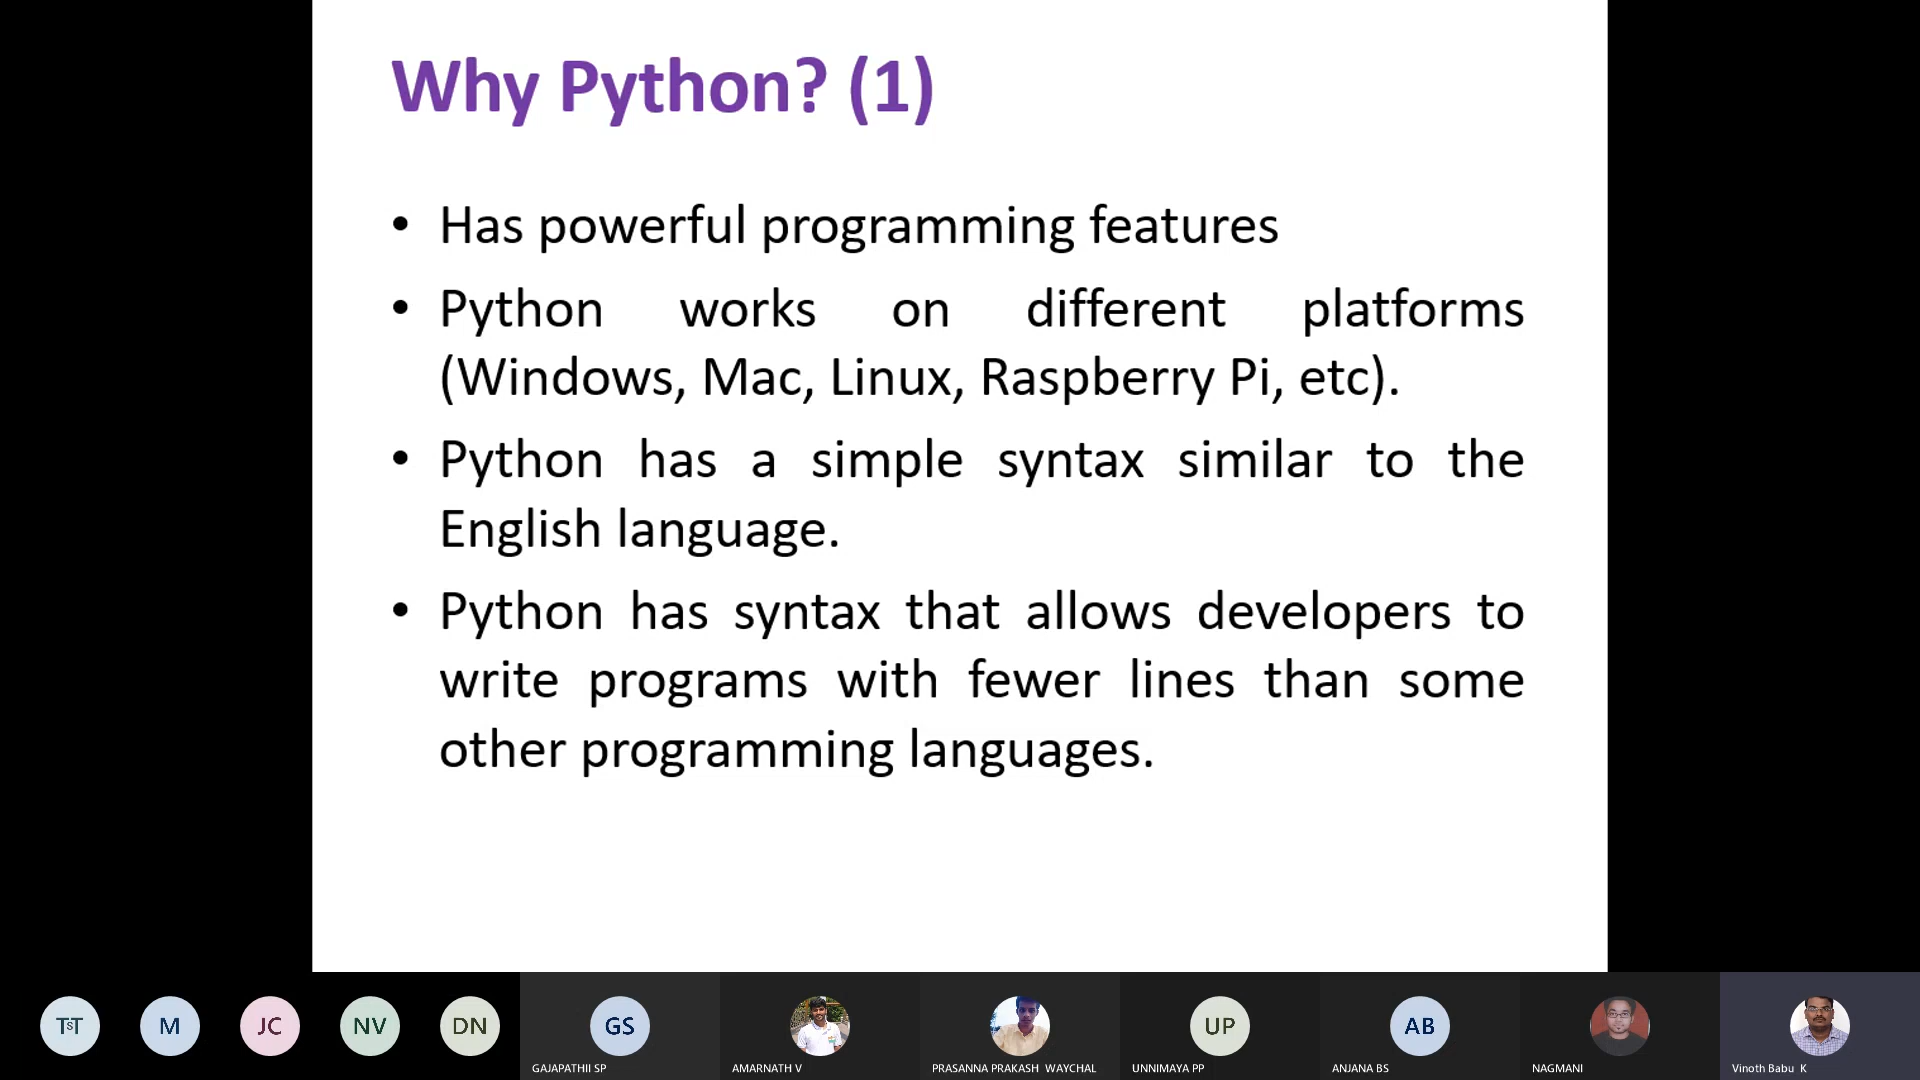 Why Python? (1)
• Has powerful programming features
• Python works on different platforms
(Windows, Mac, Linux, Raspberry Pi, etc).
• Python has a simple syntax similar to the
English language.
• Python has syntax that allows developers to
write programs with fewer lines than some
other programming languages.
M JC NV DN GS UP AB
GAJAPATHII SP AMARNATH V PRASANNA PRAKASH WAYCHAL UNNIMAYA PP ANJANA BS NAGMANI Vinoth Babu K